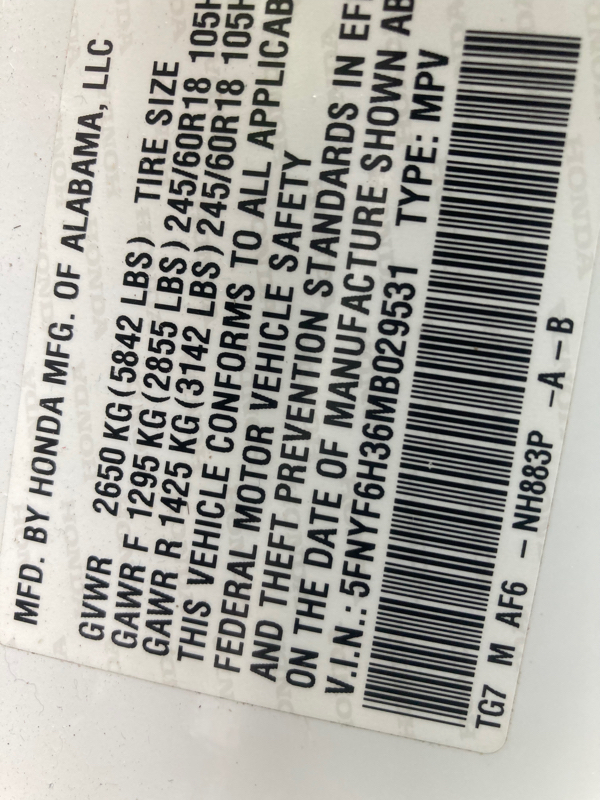 MFD. BY HONDA MFG. OF ALABAMA, LLC
GVWR 2650 KG(5842 LBS) TIRE SIZE
GAWR F 1295 KG(2855 LBS)245/60R18 105H
GAWR R 1425 KG(3142 LBS)245/60R18 105H
THIS VEHICLE CONFORMS TO ALL APPLICAB
FEDERAL MOTOR VEHICLE SAFETY
AND THEFT PREVENTION STANDARDS IN EF
ON THE DATE OF MANUFACTURE SHOWN AB
V.I.N.: 5FNYF6H36MB029531 TYPE: MPV
TG7 M AF6 - NH883P -A-B